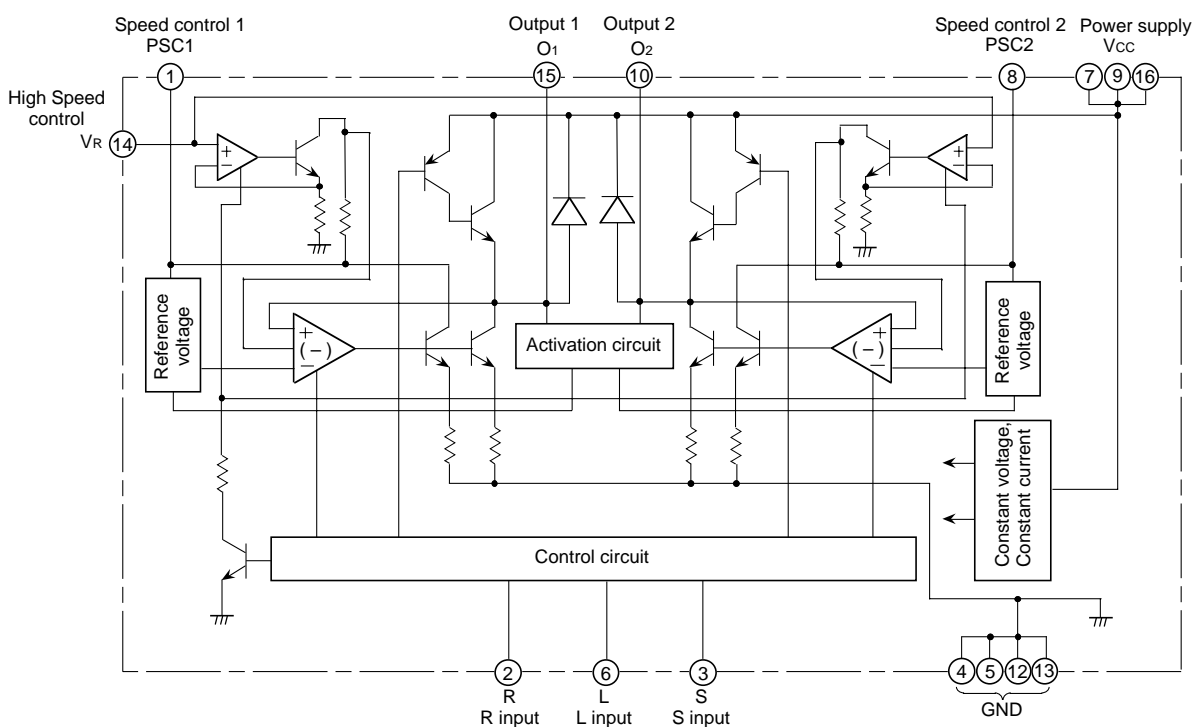 Speed control 1
PSC1
1
Output 1
O1
15
Output 2
O2
10
Speed control 2
PSC2
8
Power supply
VCC
7 9 16
High Speed
control
VR 14
+
−
+
−
Reference
voltage
+
(−)
−
Activation circuit
+
(−)
−
Reference
voltage
Constant voltage,
Constant current
Control circuit
2
R
R input
6
L
L input
3
S
S input
4 5 12 13
GND